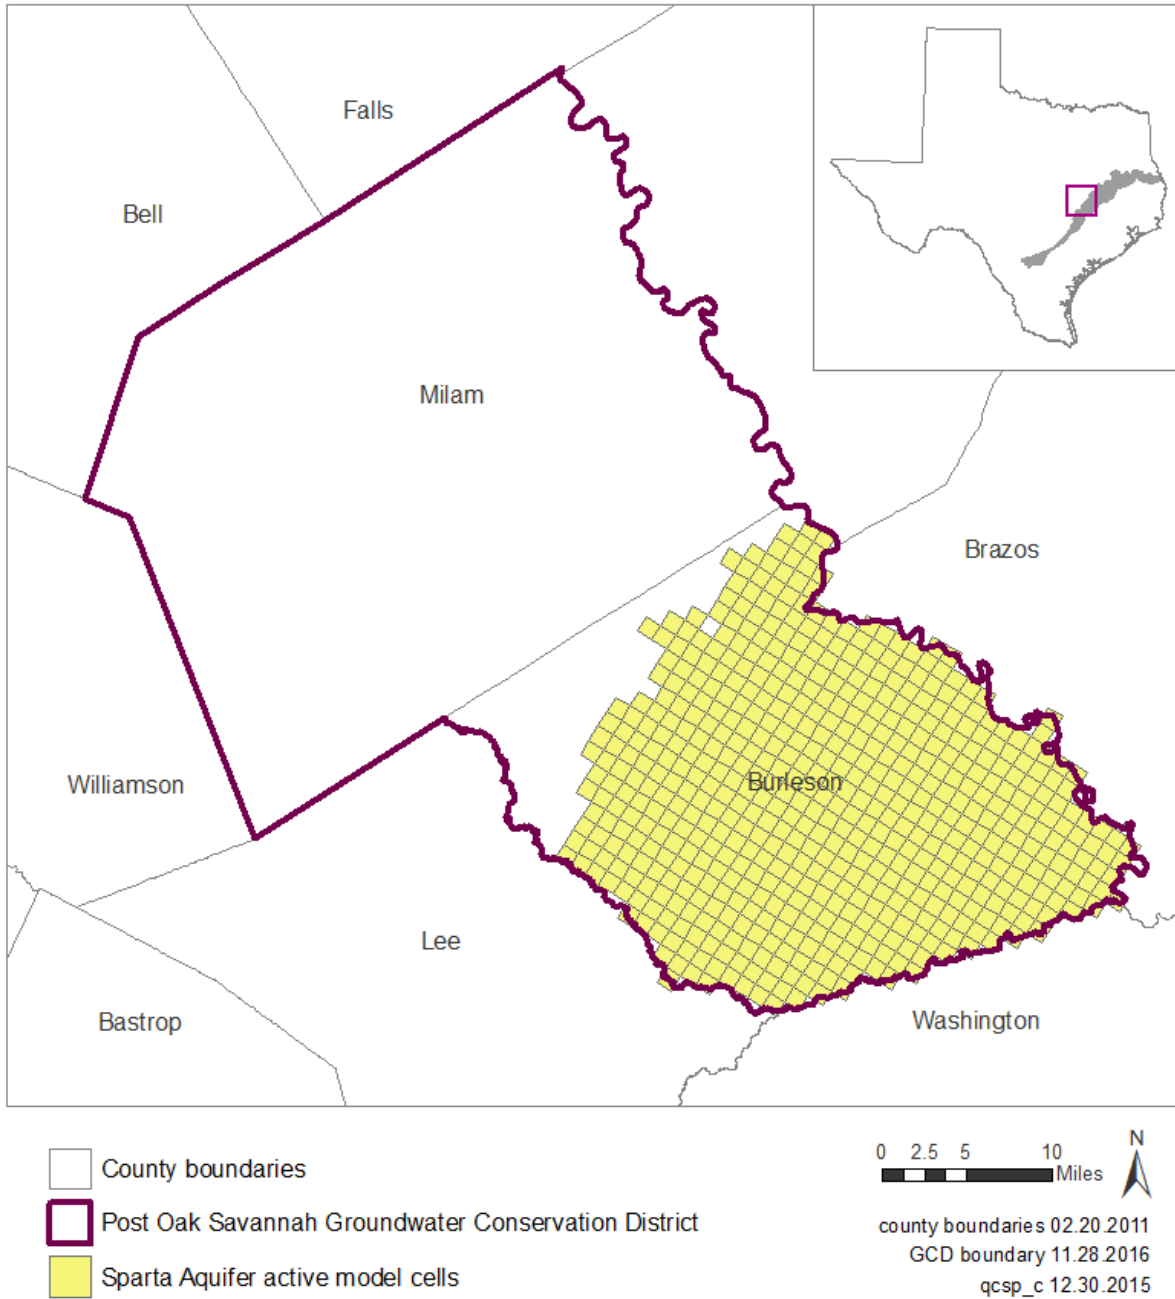 Falls
Bell
Milam
Brazos
Burleson
Williamson
Lee
Bastrop
Washington
County boundaries
Post Oak Savannah Groundwater Conservation District
Sparta Aquifer active model cells
0 2.5 5 10
Miles
N
county boundaries 02.20.2011
GCD boundary 11.28.2016
qcsp_c 12.30.2015